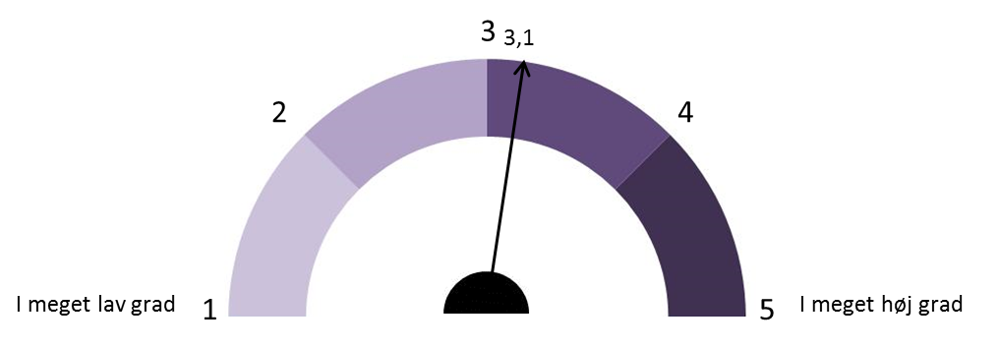 3 3,1
2
4
I meget lav grad 1
5 I meget høj grad